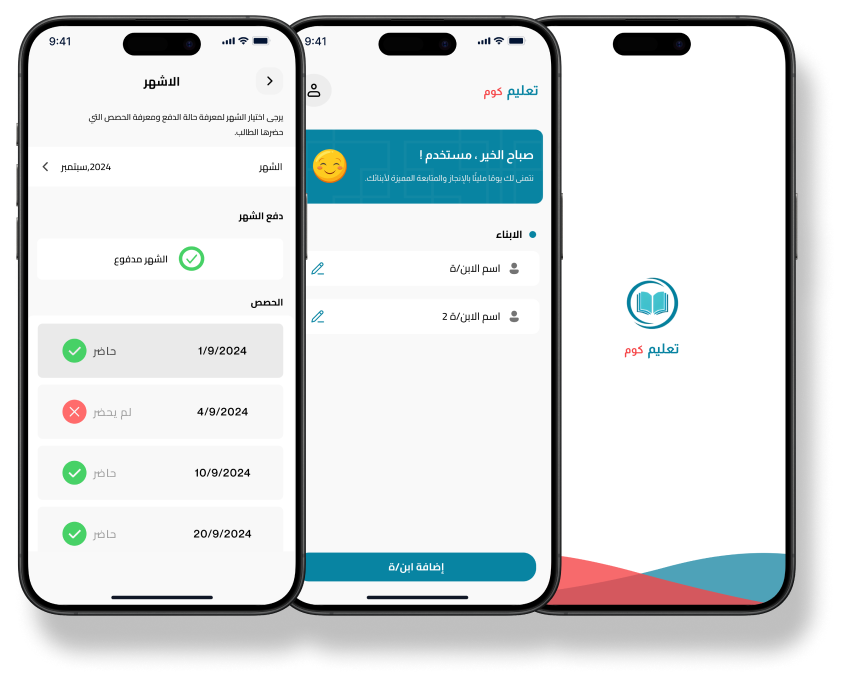 9:41
الاشهر
يرجى اختيار الشهر لمعرفة حالة الدفع ومعرفة الحصص التي
حضرها الطالب.
الشهر
2024,سبتمبر
دفع الشهر
الشهر مدفوع
الحصص
1/9/2024
حاضر
4/9/2024
لم يحضر
10/9/2024
حاضر
20/9/2024
حاضر
9:41
تعليم كوم
صباح الخير , مستخدم !
نتمنى لك يومًا مليئًا بالإنجاز والمتابعة المميزة لأبنائك.
الابناء
اسم الابن/ة
اسم الابن/ة 2
إضافة ابن/ة
تعليم كوم